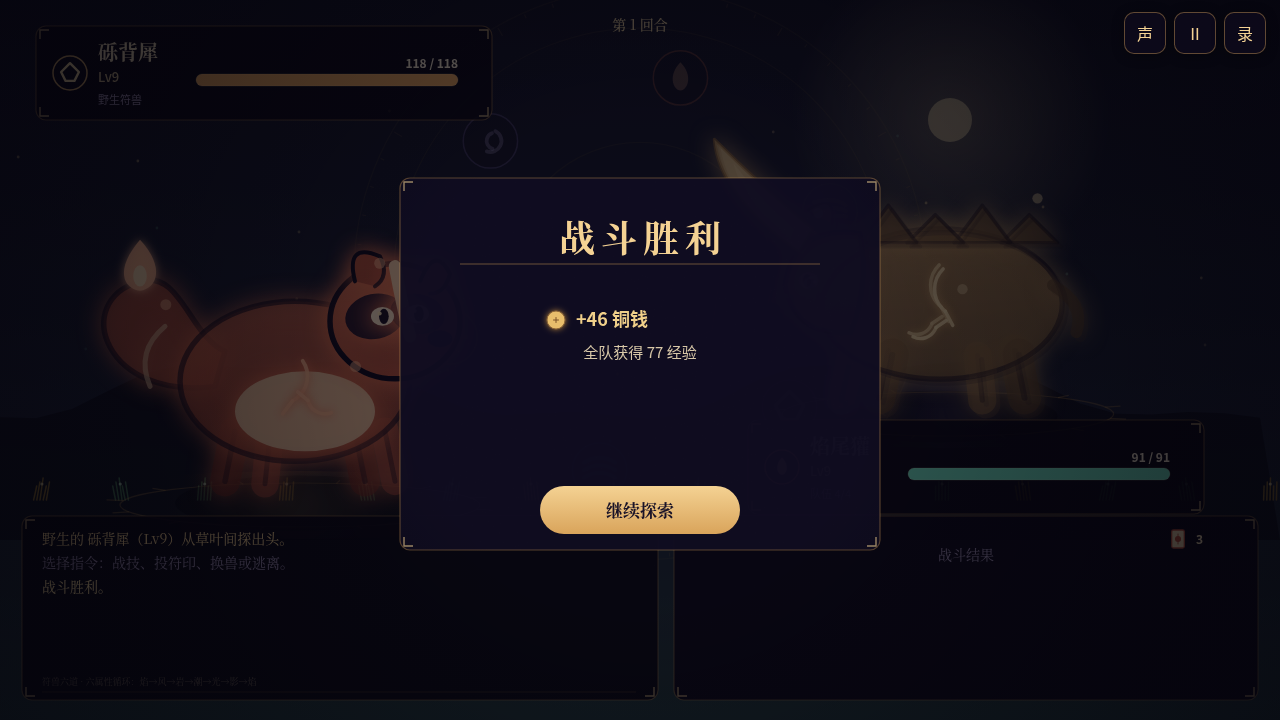 第 1 回合
声
II
录
砾背犀
Lv9
野生符兽
118 / 118
战斗胜利
+46 铜钱
全队获得 77 经验
继续探索
91 / 91
野生的 砾背犀（Lv9）从草叶间探出头。
选择指令：战技、投符印、换兽或逃离。
战斗胜利。
3
战斗结果